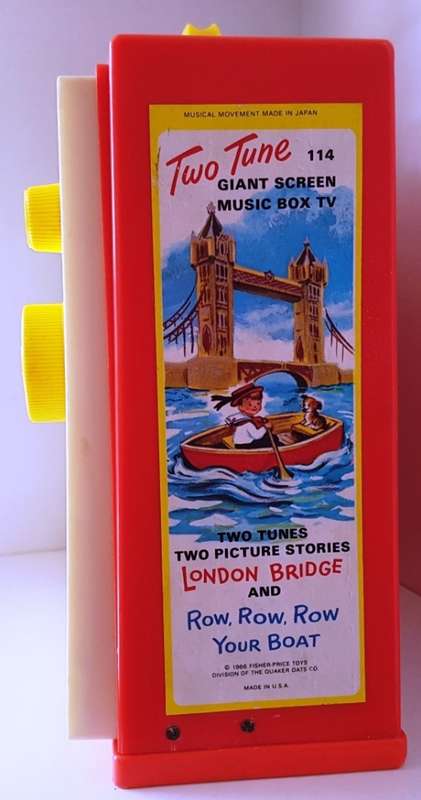 MUSICAL MOVEMENT MADE IN JAPAN
Two Tune 114
GIANT SCREEN
MUSIC BOX TV
TWO TUNES
TWO PICTURE STORIES
LONDON BRIDGE
AND
Row, Row, Row
Your Boat
© 1966 FISHER-PRICE TOYS
DIVISION OF THE QUAKER OATS CO.
MADE IN U.S.A.